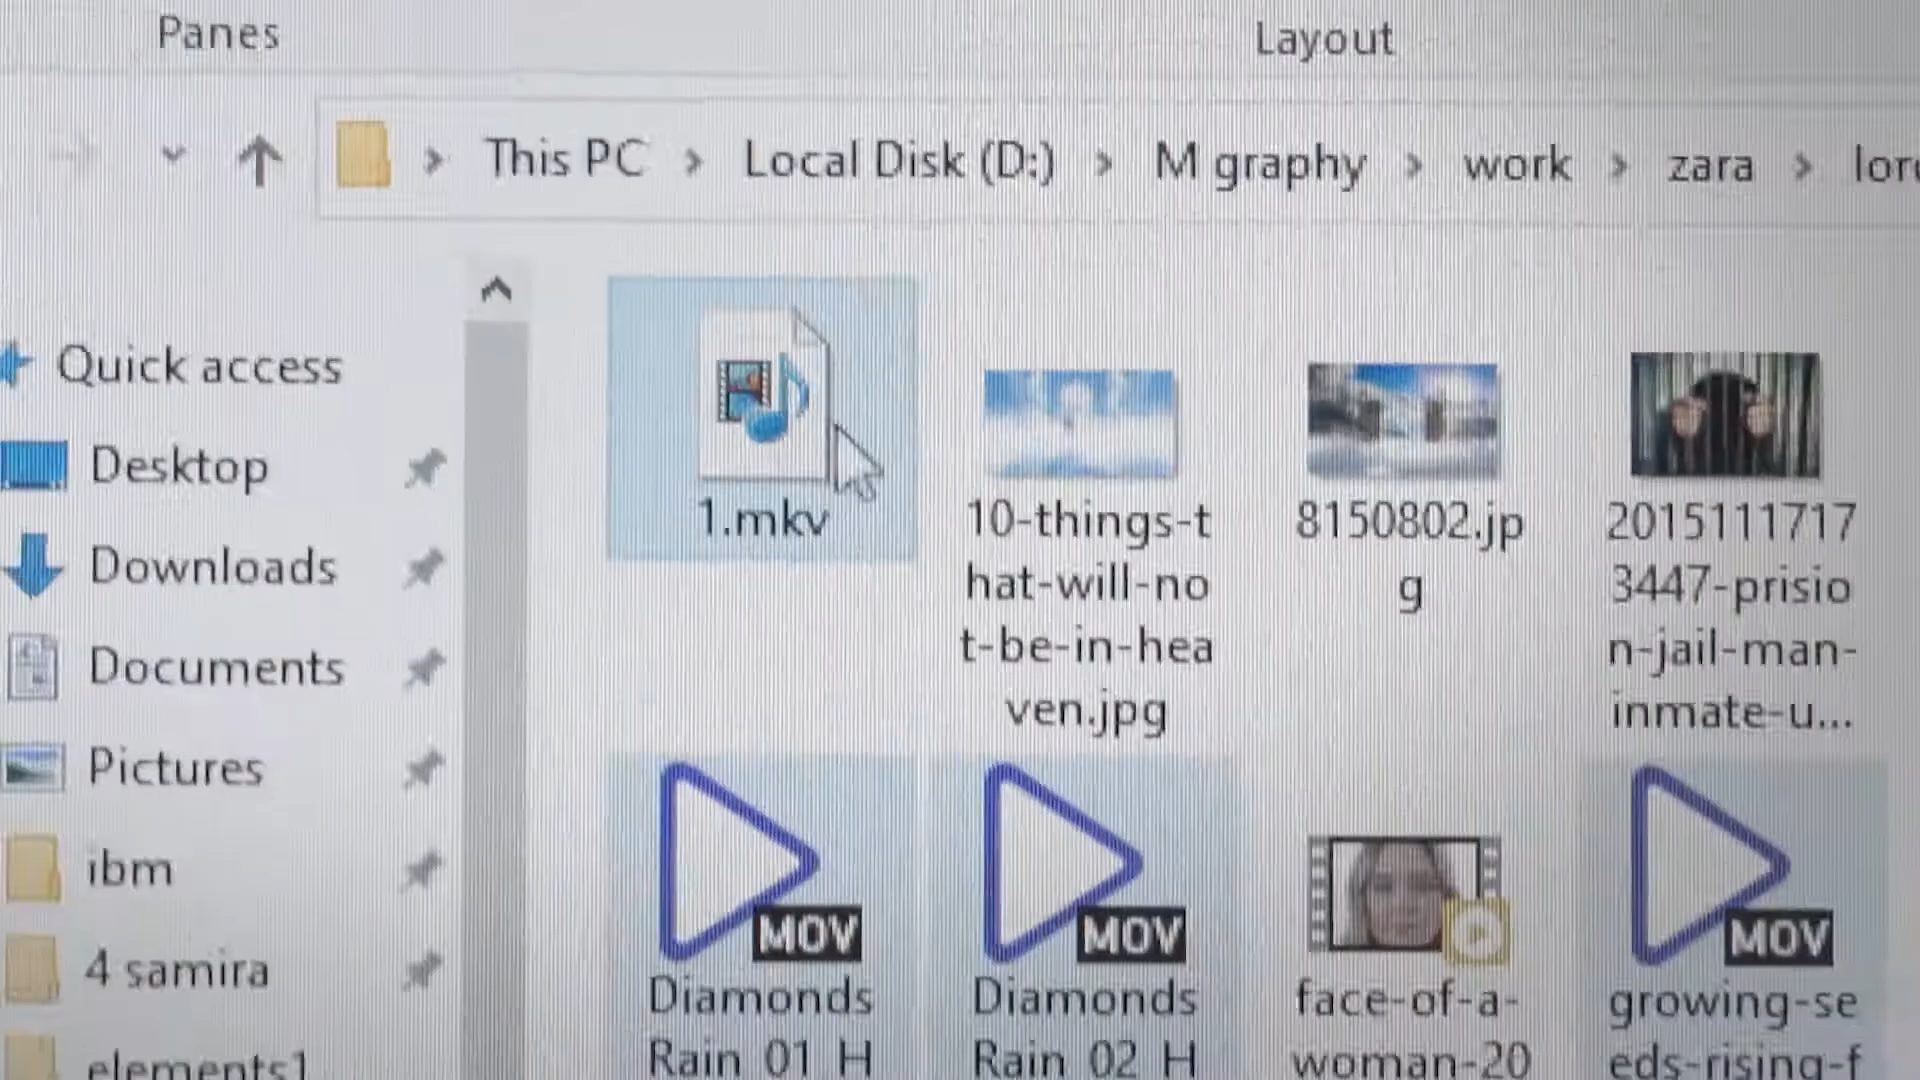 Panes
Layout
This PC
Local Disk (D:)
M graphy
work
zara
Quick access
Desktop
Downloads
Documents
Pictures
ibm
4 samira
elements1
1.mkv
10-things-t
hat-will-no
t-be-in-hea
ven.jpg
8150802.jp
g
2015111717
3447-prisio
n-jail-man-
inmate-u...
MOV
Diamonds
Rain 01 H
MOV
Diamonds
Rain 02 H
face-of-a-
woman-20
MOV
growing-se
eds-rising-f